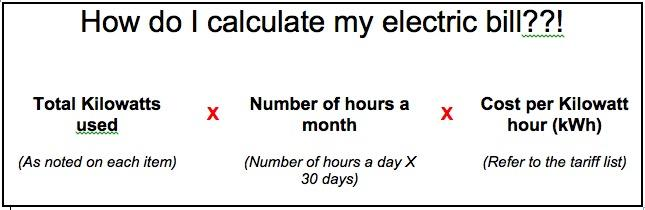 How do I calculate my electric bill??!
Total Kilowatts used X Number of hours a month X Cost per Kilowatt hour (kWh)
(As noted on each item) (Number of hours a day X 30 days) (Refer to the tariff list)